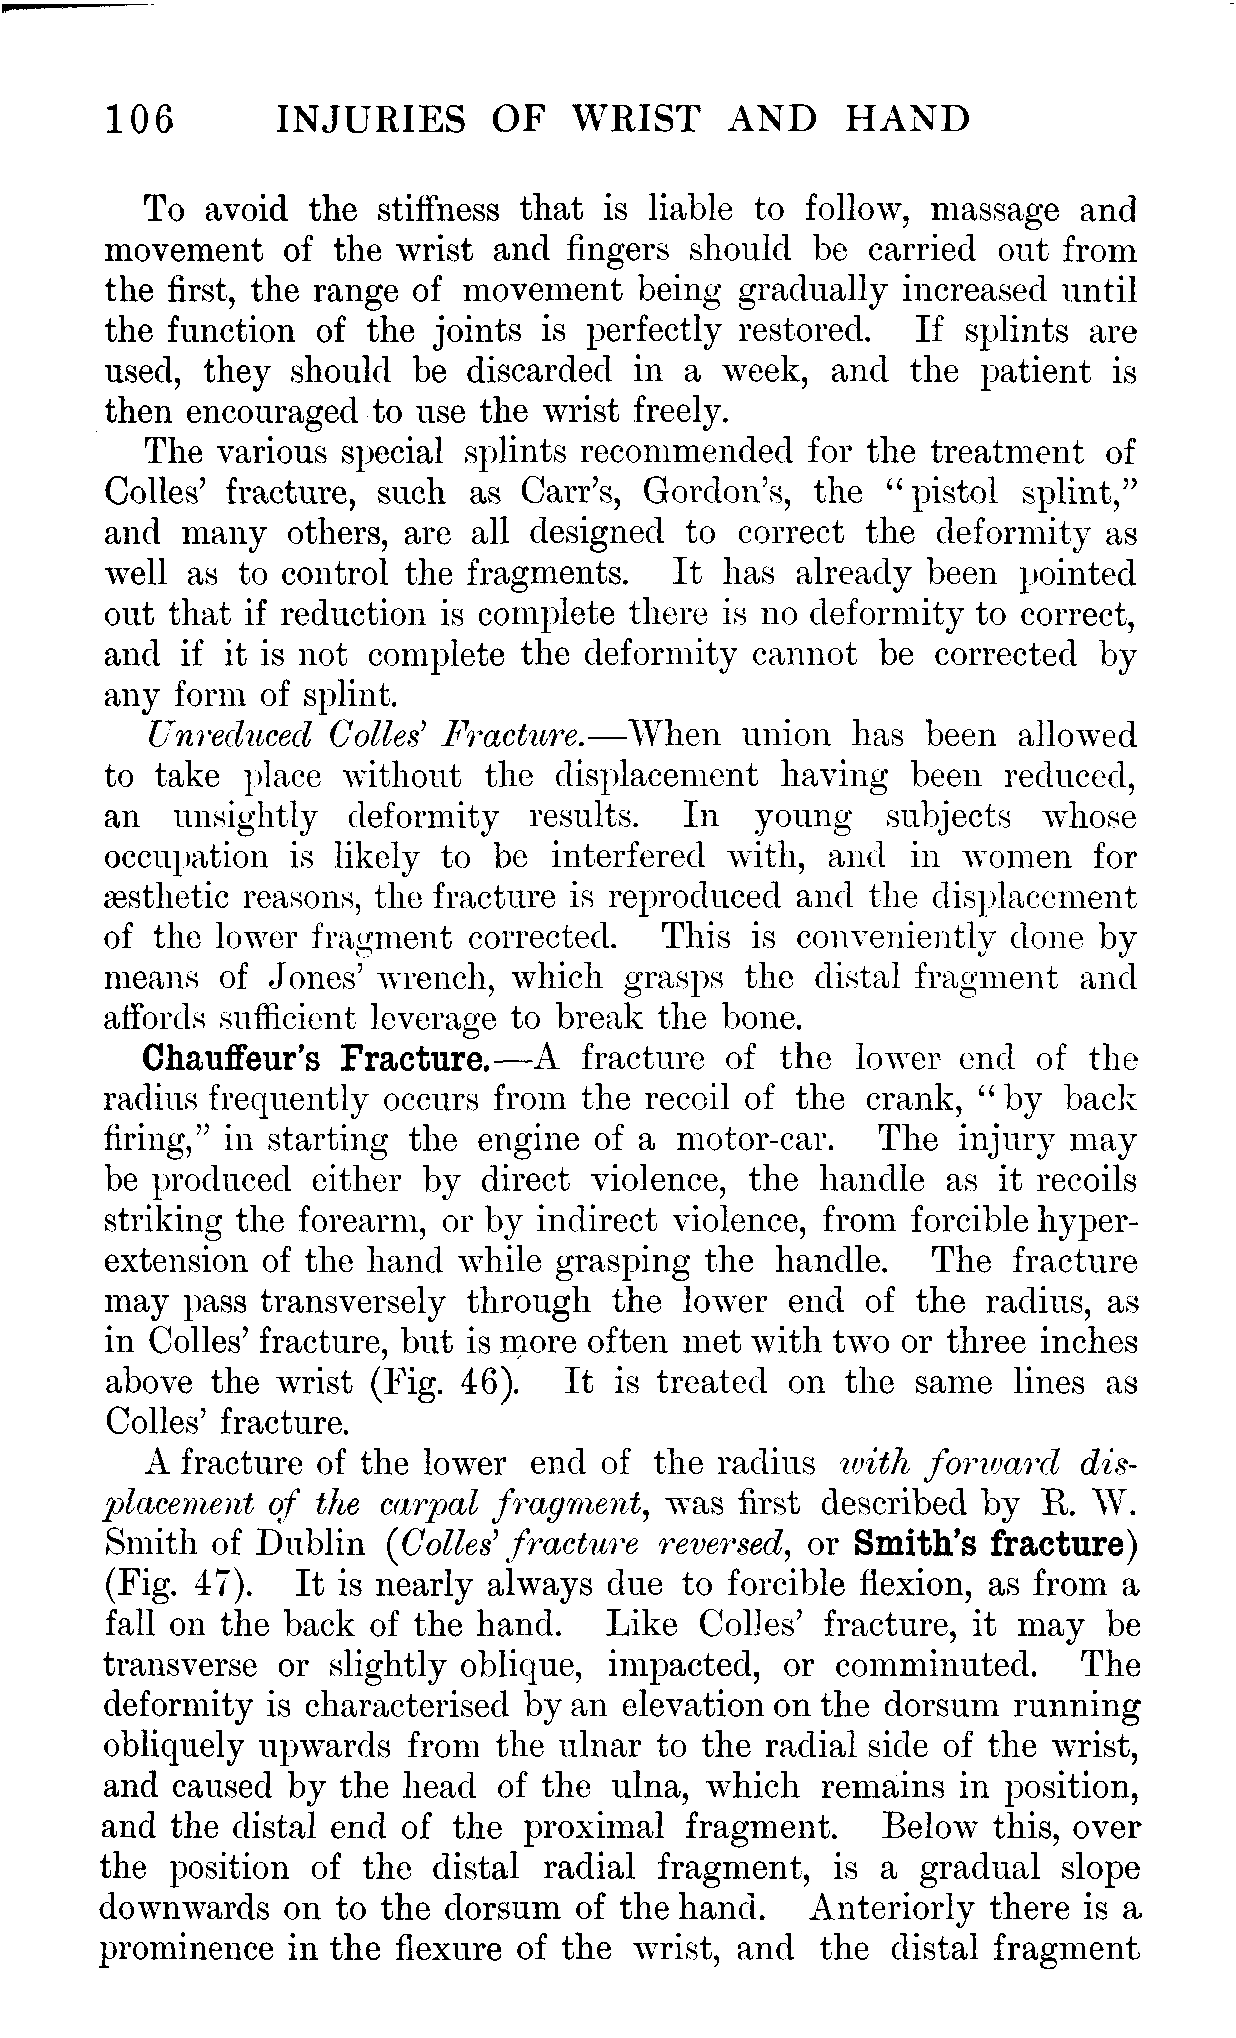 106 INJURIES OF WRIST AND HAND
To avoid the stiffness that is liable to follow, massage and
movement of the wrist and fingers should be carried out from
the first, the range of movement being gradually increased until
the function of the joints is perfectly restored. If splints are
used, they should be discarded in a week, and the patient is
then encouraged to use the wrist freely.
The various special splints recommended for the treatment of
Colles' fracture, such as Carr's, Gordon's, the "pistol splint,"
and many others, are all designed to correct the deformity as
well as to control the fragments. It has already been pointed
out that if reduction is complete there is no deformity to correct,
and if it is not complete the deformity cannot be corrected by
any form of splint.
Unreduced Colles' Fracture.—When union has been allowed
to take place without the displacement having been reduced,
an unsightly deformity results. In young subjects whose
occupation is likely to be interfered with, and in women for
æsthetic reasons, the fracture is reproduced and the displacement
of the lower fragment corrected. This is conveniently done by
means of Jones' wrench, which grasps the distal fragment and
affords sufficient leverage to break the bone.
Chauffeur's Fracture.—A fracture of the lower end of the
radius frequently occurs from the recoil of the crank, "by back
firing," in starting the engine of a motor-car. The injury may
be produced either by direct violence, the handle as it recoils
striking the forearm, or by indirect violence, from forcible hyper-
extension of the hand while grasping the handle. The fracture
may pass transversely through the lower end of the radius, as
in Colles' fracture, but is more often met with two or three inches
above the wrist (Fig. 46). It is treated on the same lines as
Colles' fracture.
A fracture of the lower end of the radius with forward dis-
placement of the carpal fragment, was first described by R. W.
Smith of Dublin (Colles' fracture reversed, or Smith's fracture)
(Fig. 47). It is nearly always due to forcible flexion, as from a
fall on the back of the hand. Like Colles' fracture, it may be
transverse or slightly oblique, impacted, or comminuted. The
deformity is characterised by an elevation on the dorsum running
obliquely upwards from the ulnar to the radial side of the wrist,
and caused by the head of the ulna, which remains in position,
and the distal end of the proximal fragment. Below this, over
the position of the distal radial fragment, is a gradual slope
downwards on to the dorsum of the hand. Anteriorly there is a
prominence in the flexure of the wrist, and the distal fragment